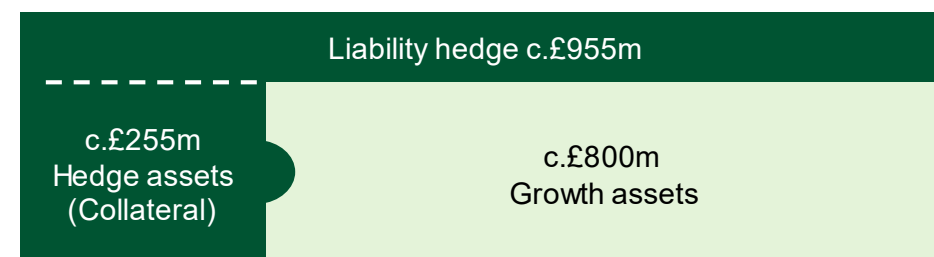 Liability hedge c.£955m
c.£255m
Hedge assets
(Collateral)
c.£800m
Growth assets